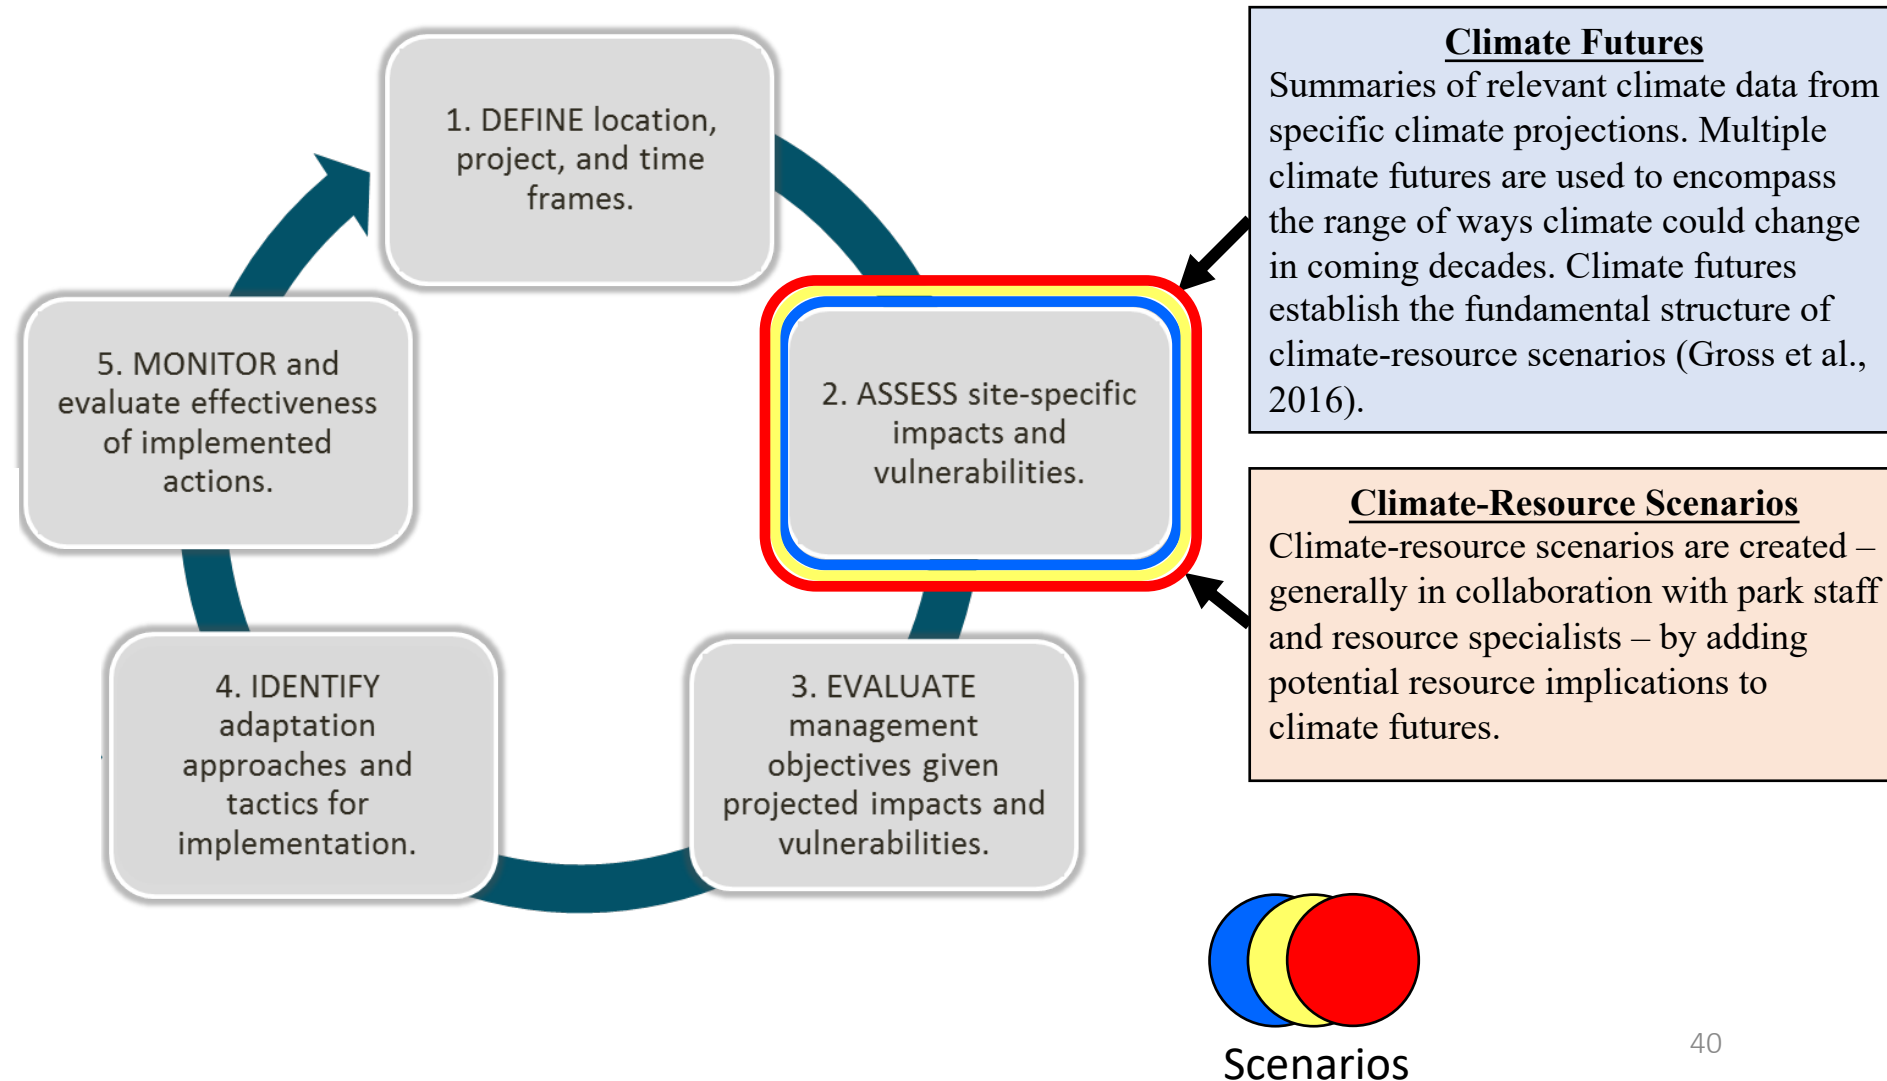 1. DEFINE location,
project, and time
frames.
2. ASSESS site-specific
impacts and
vulnerabilities.
3. EVALUATE
management
objectives given
projected impacts and
vulnerabilities.
4. IDENTIFY
adaptation
approaches and
tactics for
implementation.
5. MONITOR and
evaluate effectiveness
of implemented
actions.
Climate Futures
Summaries of relevant climate data from
specific climate projections. Multiple
climate futures are used to encompass
the range of ways climate could change
in coming decades. Climate futures
establish the fundamental structure of
climate-resource scenarios (Gross et al.,
2016).
Climate-Resource Scenarios
Climate-resource scenarios are created –
generally in collaboration with park staff
and resource specialists – by adding
potential resource implications to
climate futures.
Scenarios
40